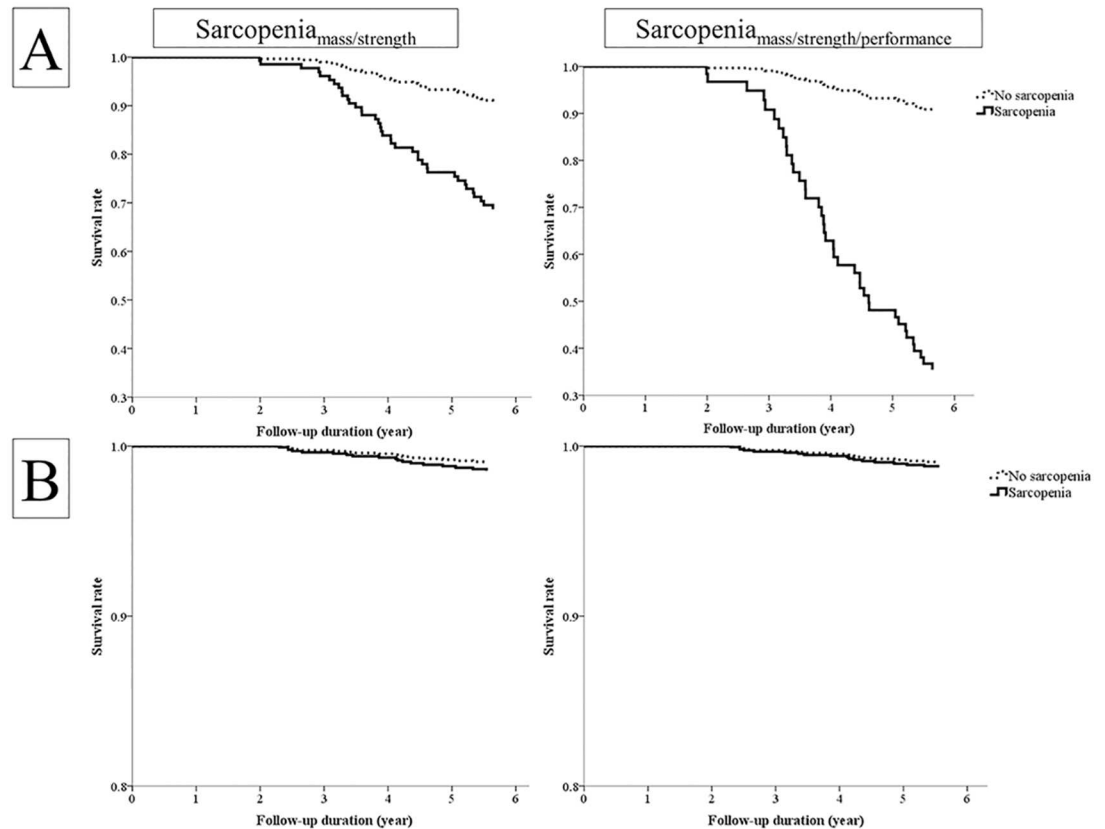 A
Sarcopenia mass/strength
Sarcopenia mass/strength/performance
1.0
0.9
0.8
0.7
0.6
0.5
0.4
0.3
Survival rate
0 1 2 3 4 5 6
Follow-up duration (year)
1.0
0.9
0.8
0.7
0.6
0.5
0.4
0.3
Survival rate
0 1 2 3 4 5 6
Follow-up duration (year)
No sarcopenia
Sarcopenia
B
1.0
0.9
0.8
Survival rate
0 1 2 3 4 5 6
Follow-up duration (year)
1.0
0.9
0.8
Survival rate
0 1 2 3 4 5 6
Follow-up duration (year)
No sarcopenia
Sarcopenia